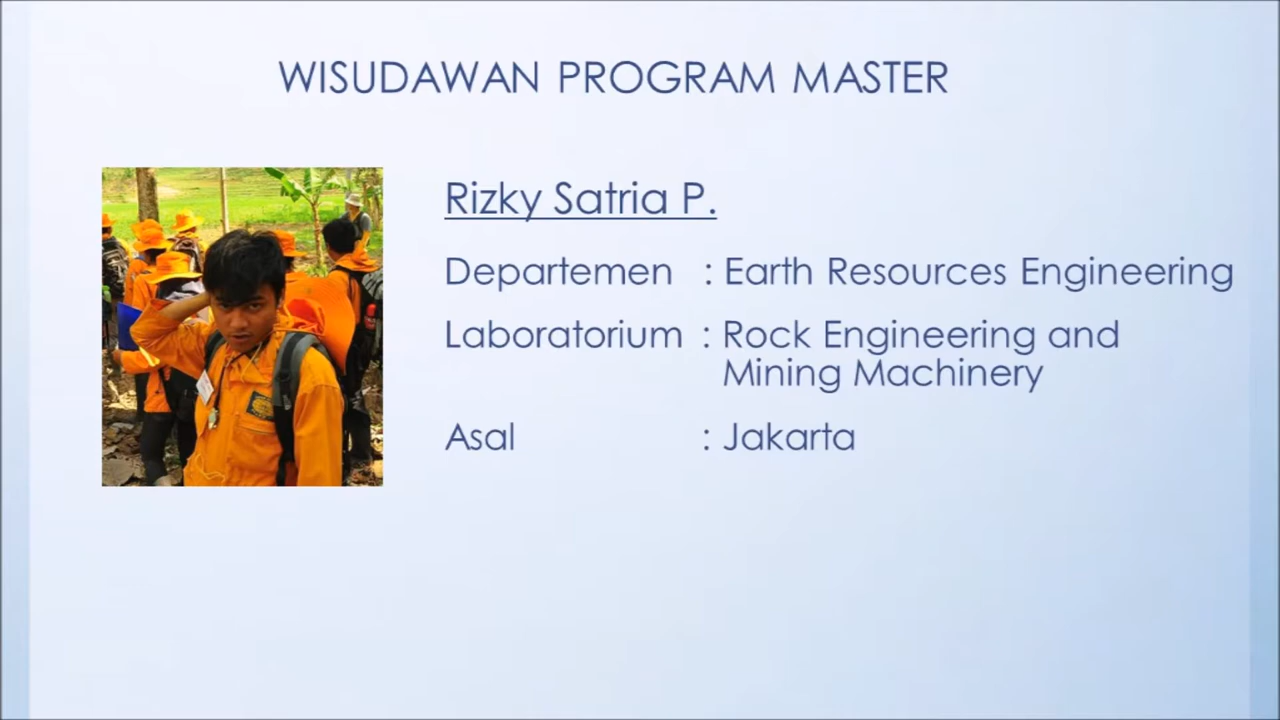 WISUDAWAN PROGRAM MASTER
Rizky Satria P.
Departemen : Earth Resources Engineering
Laboratorium : Rock Engineering and
Mining Machinery
Asal : Jakarta